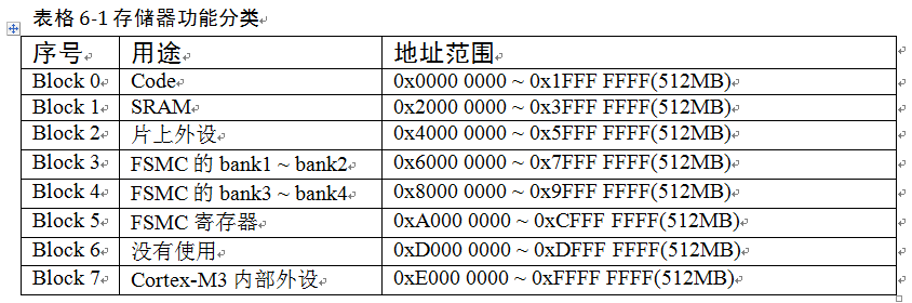 表格 6-1 存储器功能分类
序号 用途 地址范围
Block 0 Code 0x0000 0000 ~ 0x1FFF FFFF(512MB)
Block 1 SRAM 0x2000 0000 ~ 0x3FFF FFFF(512MB)
Block 2 片上外设 0x4000 0000 ~ 0x5FFF FFFF(512MB)
Block 3 FSMC 的 bank1 ~ bank2 0x6000 0000 ~ 0x7FFF FFFF(512MB)
Block 4 FSMC 的 bank3 ~ bank4 0x8000 0000 ~ 0x9FFF FFFF(512MB)
Block 5 FSMC 寄存器 0xA000 0000 ~ 0xCFFF FFFF(512MB)
Block 6 没有使用 0xD000 0000 ~ 0xDFFF FFFF(512MB)
Block 7 Cortex-M3 内部外设 0xE000 0000 ~ 0xFFFF FFFF(512MB)